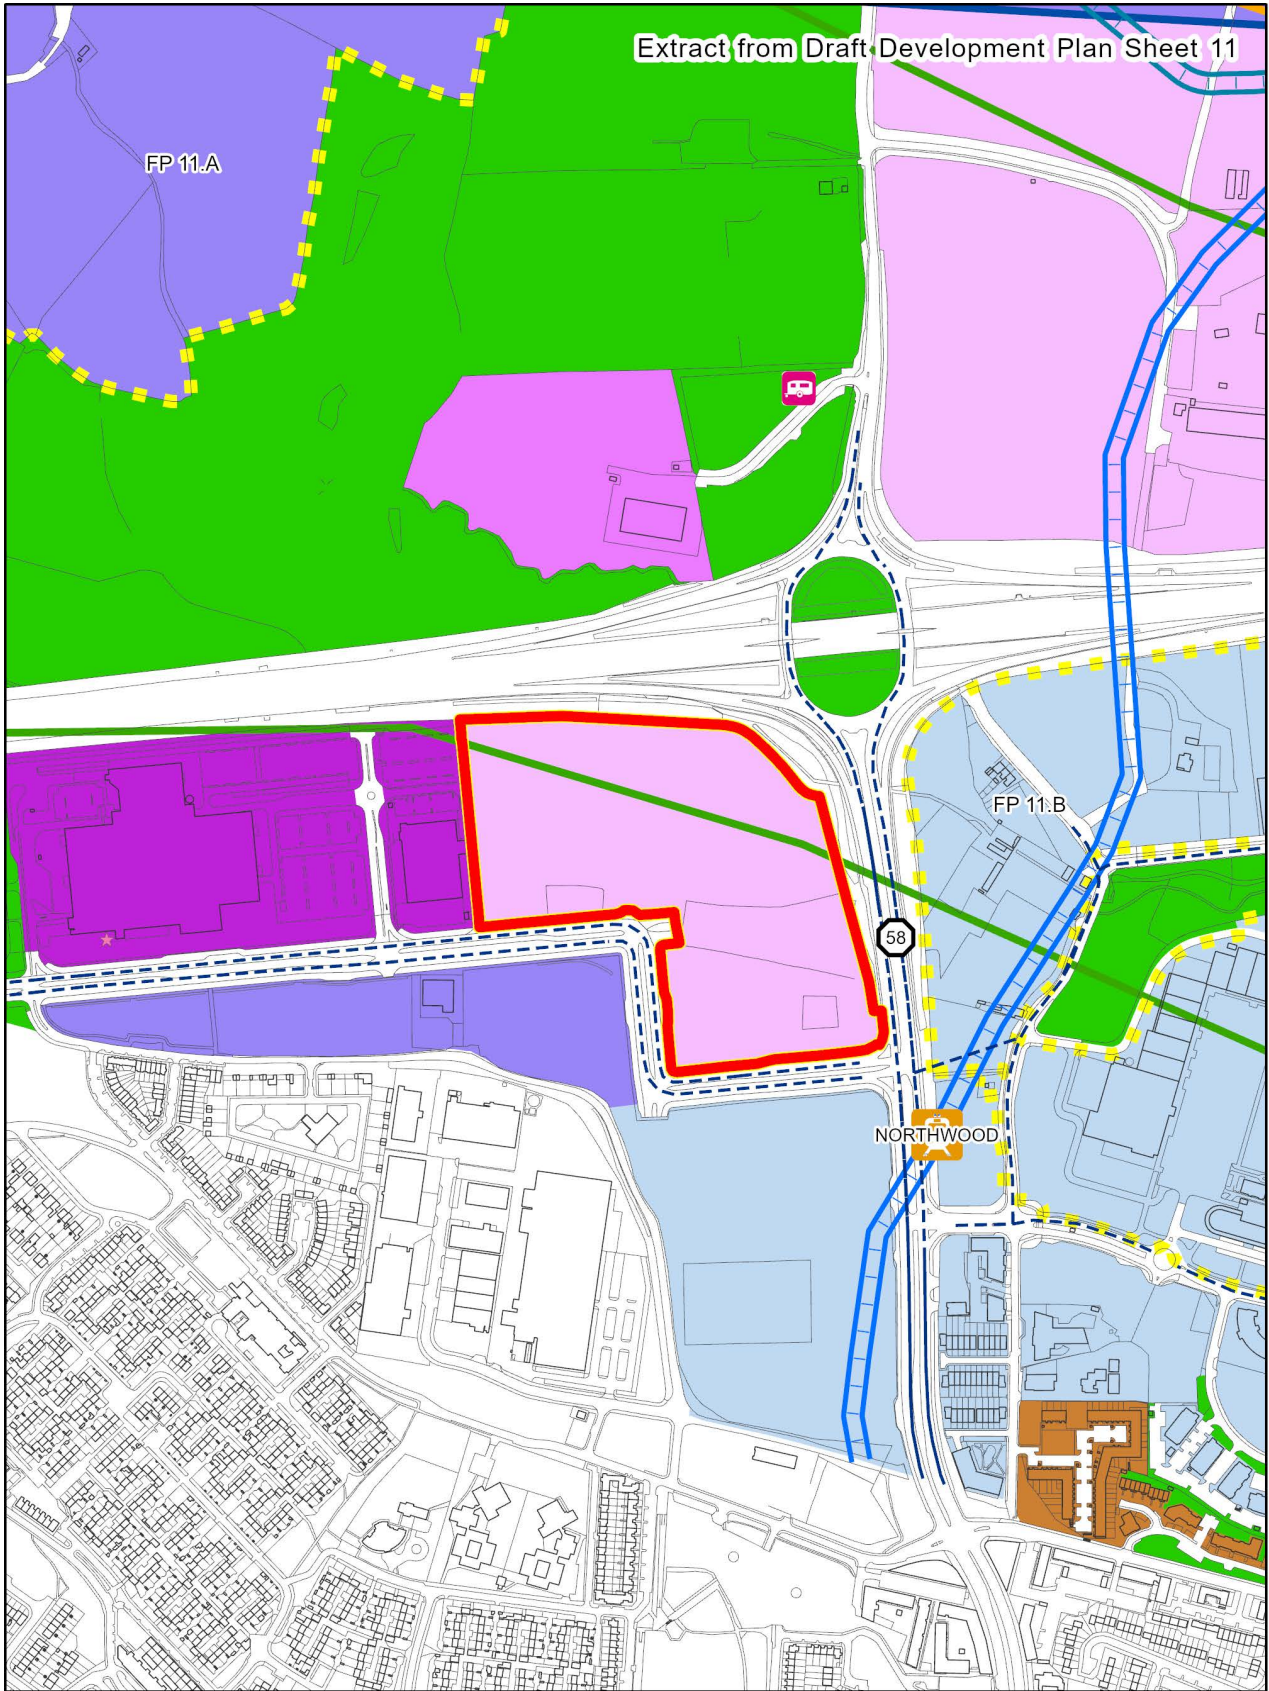 Extract from Draft Development Plan Sheet 11
FP 11.A
FP 11.B
58
NORTHWOOD